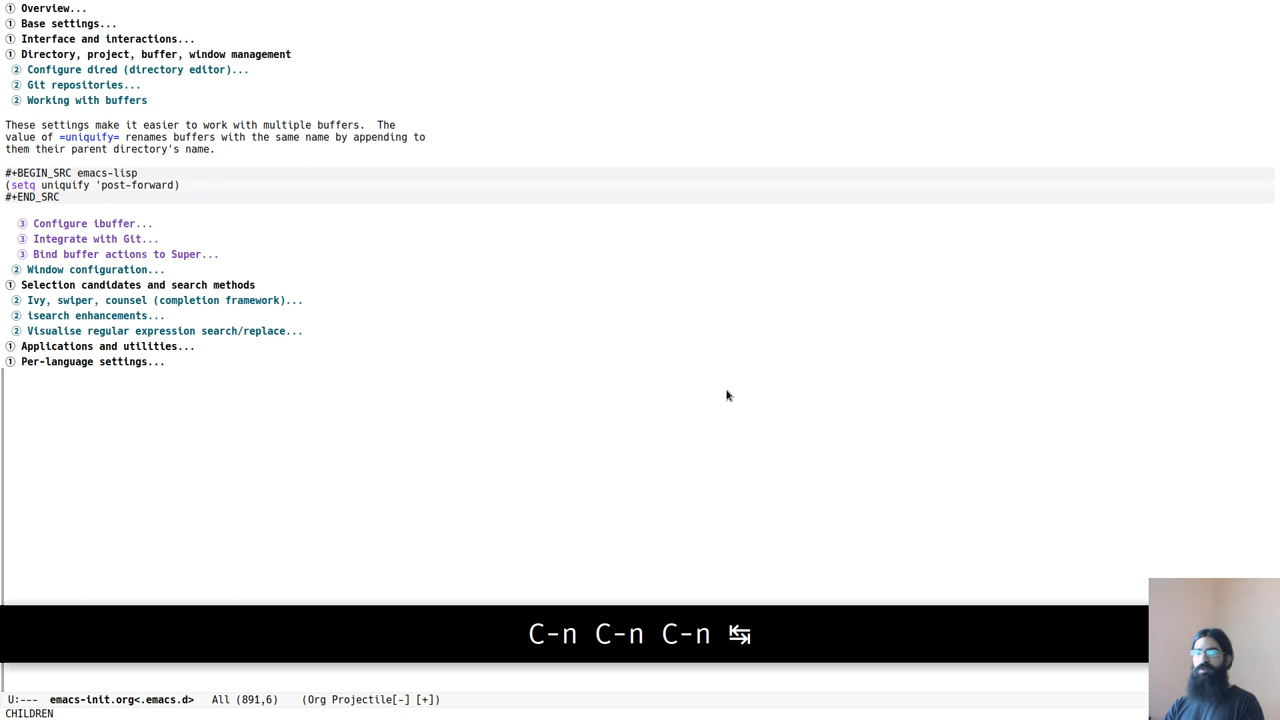 ① Overview...
① Base settings...
① Interface and interactions...
① Directory, project, buffer, window management
② Configure dired (directory editor)...
② Git repositories...
② Working with buffers
These settings make it easier to work with multiple buffers.  The
value of =uniquify= renames buffers with the same name by appending to
them their parent directory's name.
#+BEGIN_SRC emacs-lisp
(setq uniquify 'post-forward)
#+END_SRC
③ Configure ibuffer...
③ Integrate with Git...
③ Bind buffer actions to Super...
② Window configuration...
① Selection candidates and search methods
② Ivy, swiper, counsel (completion framework)...
② isearch enhancements...
② Visualise regular expression search/replace...
① Applications and utilities...
① Per-language settings...
C-n C-n C-n ↹
U:---  emacs-init.org<.emacs.d>   All (891,6)    (Org Projectile[-] [+])
CHILDREN